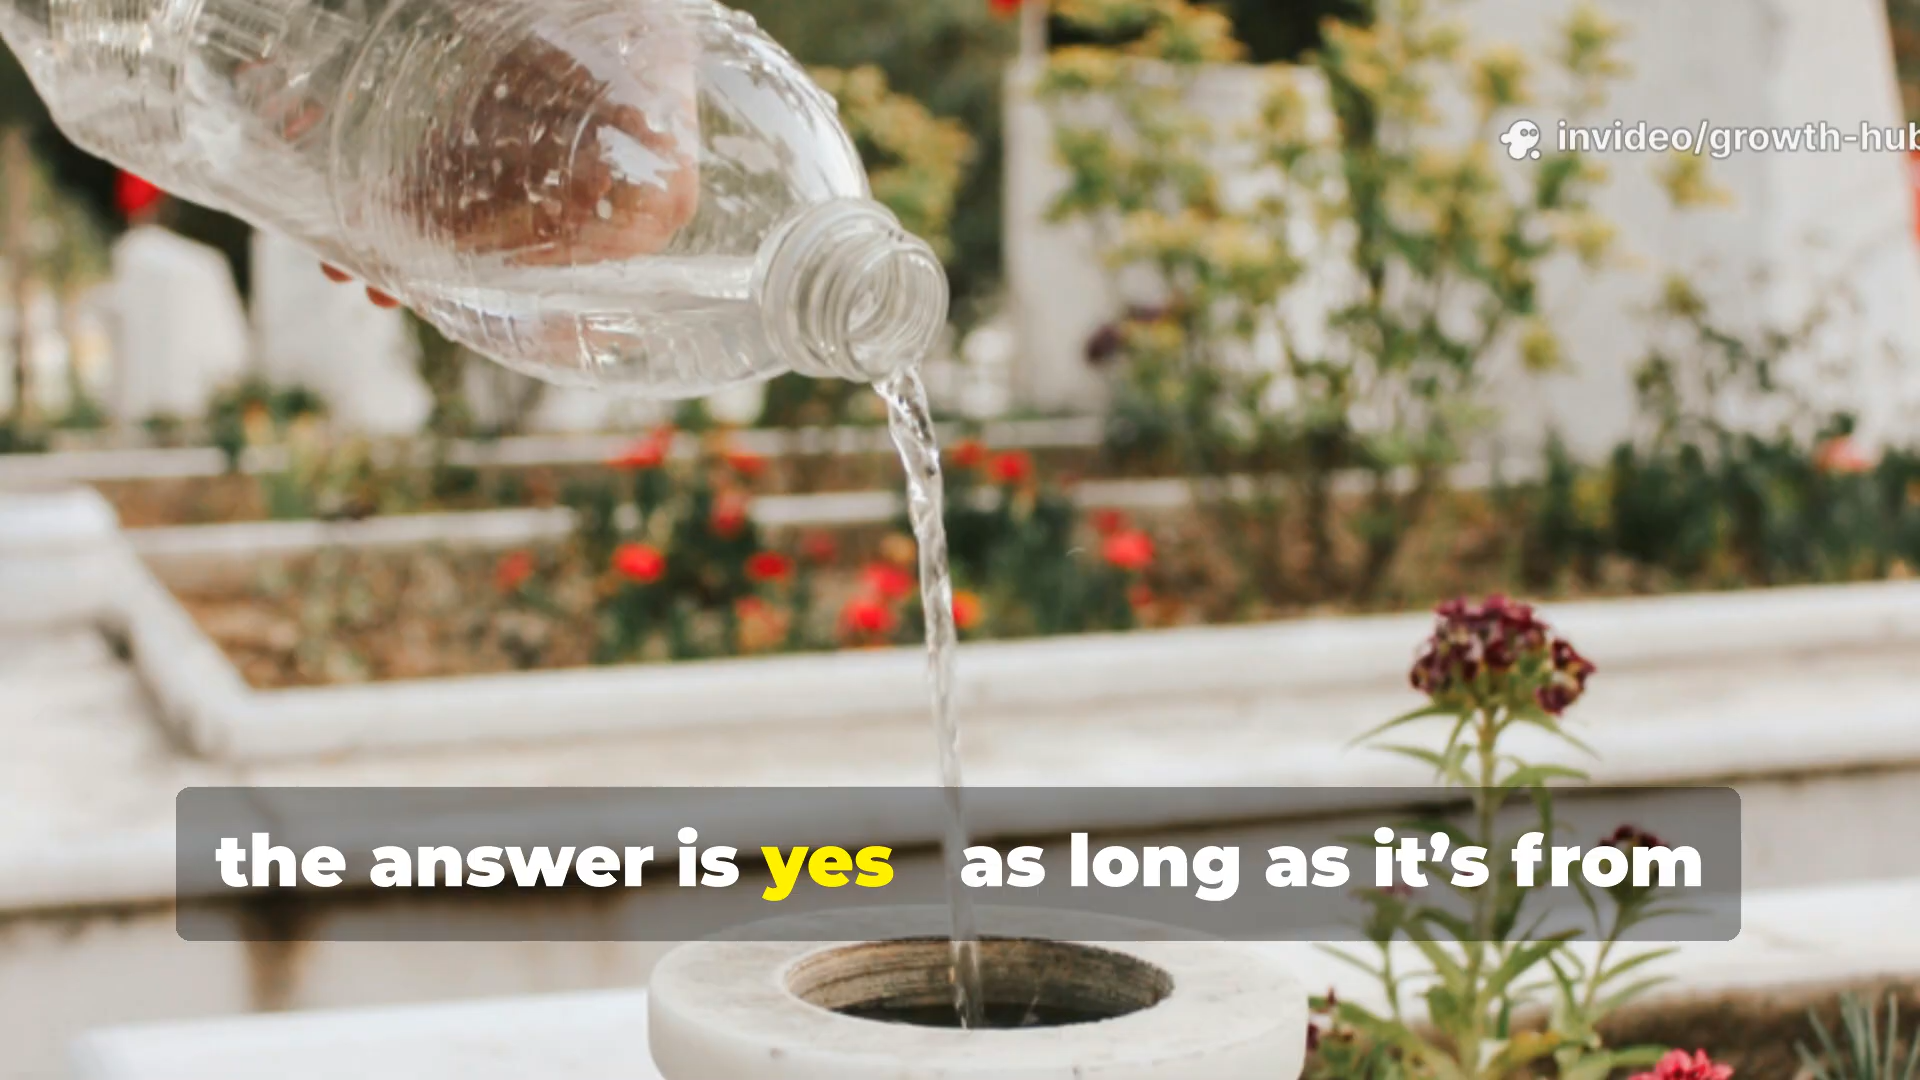 invideo/growth-hub
the answer is yes as long as it’s from